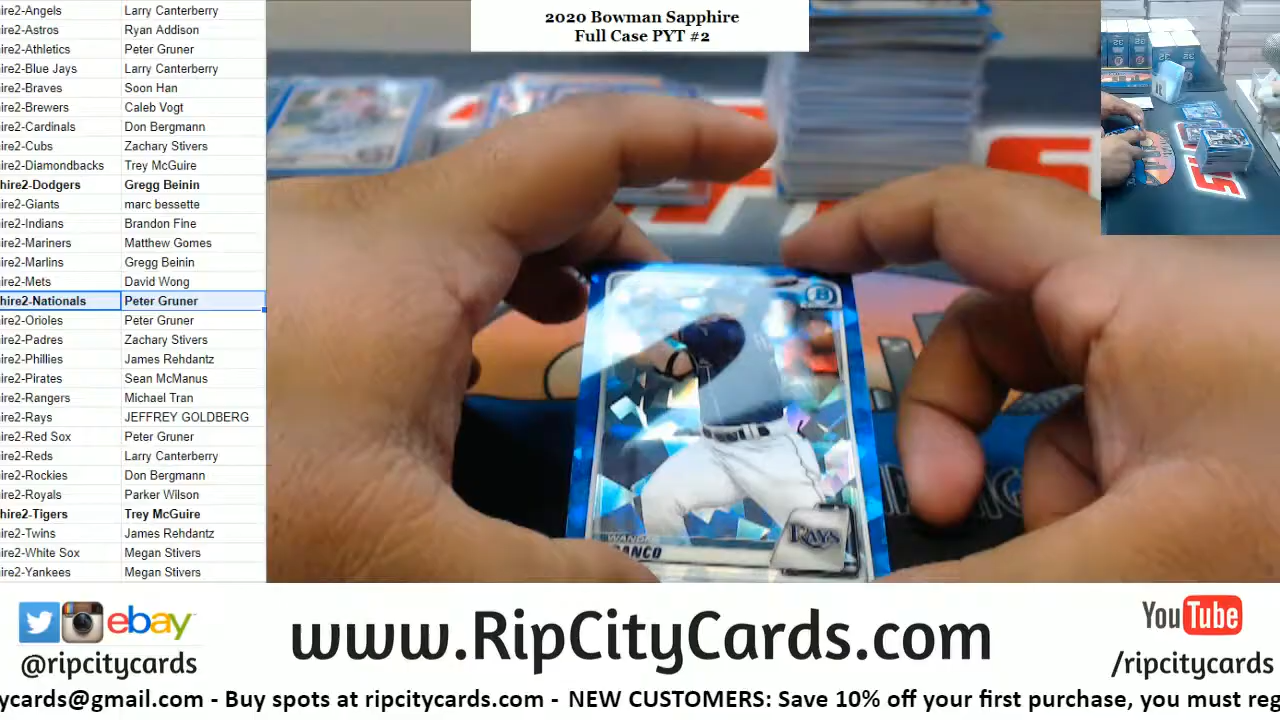 2020 Bowman Sapphire
Full Case PYT #2
ire2-Angels Larry Canterberry
ire2-Astros Ryan Addison
ire2-Athletics Peter Gruner
ire2-Blue Jays Larry Canterberry
ire2-Braves Soon Han
ire2-Brewers Caleb Vogt
ire2-Cardinals Don Bergmann
ire2-Cubs Zachary Stivers
ire2-Diamondbacks Trey McGuire
hire2-Dodgers Gregg Beinin
ire2-Giants marc bessette
ire2-Indians Brandon Fine
ire2-Mariners Matthew Gomes
ire2-Marlins Gregg Beinin
ire2-Mets David Wong
hire2-Nationals Peter Gruner
ire2-Orioles Peter Gruner
ire2-Padres Zachary Stivers
ire2-Phillies James Rehdantz
ire2-Pirates Sean McManus
ire2-Rangers Michael Tran
ire2-Rays JEFFREY GOLDBERG
ire2-Red Sox Peter Gruner
ire2-Reds Larry Canterberry
ire2-Rockies Don Bergmann
ire2-Royals Parker Wilson
hire2-Tigers Trey McGuire
ire2-Twins James Rehdantz
ire2-White Sox Megan Stivers
ire2-Yankees Megan Stivers
B
RAYS
WANDER
ANCO
ebay
@ripcitycards
www.RipCityCards.com
YouTube
/ripcitycards
ycards@gmail.com - Buy spots at ripcitycards.com - NEW CUSTOMERS: Save 10% off your first purchase, you must reg